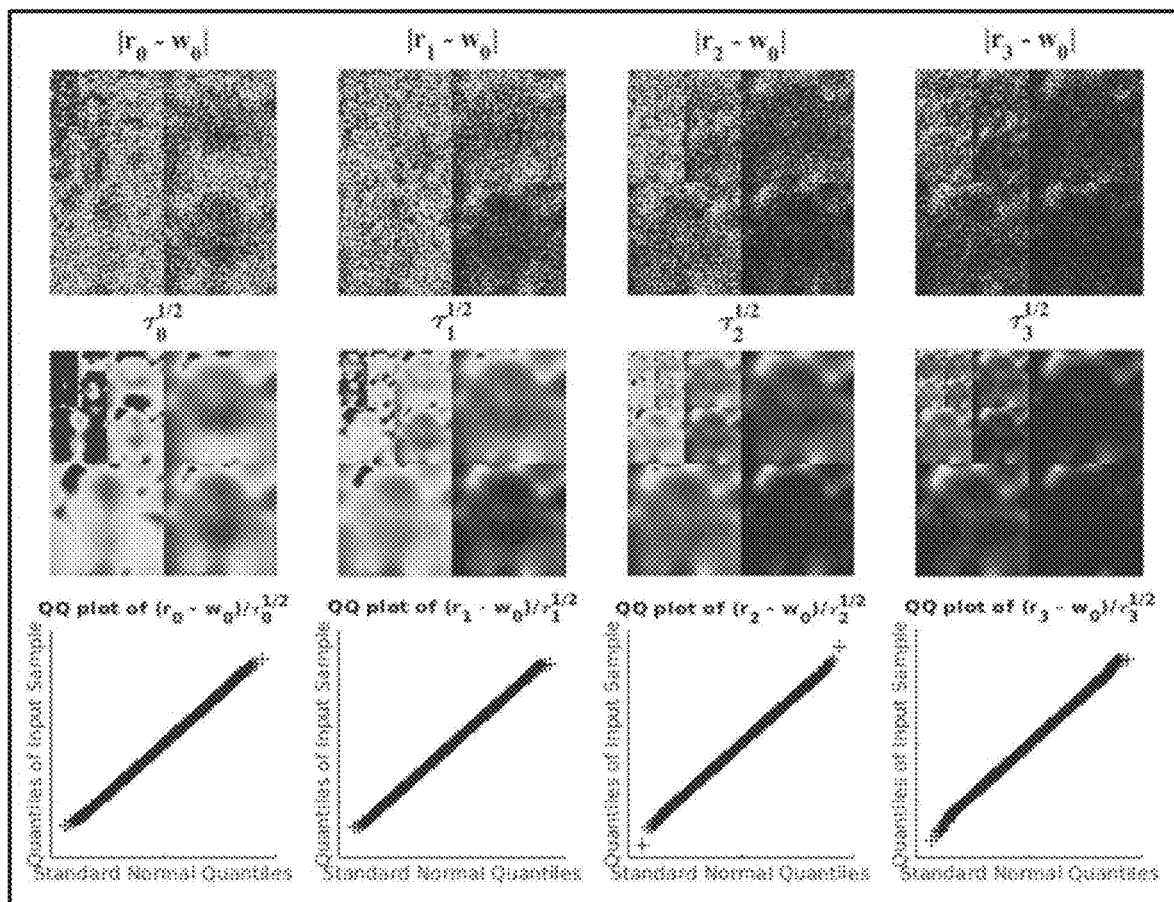 |r₀ - w₀| |r₁ - w₀| |r₂ - w₀| |r₃ - w₀|
τ₀^1/2 τ₁^1/2 τ₂^1/2 τ₃^1/2
QQ plot of (r₀ - w₀)/τ₀^1/2 QQ plot of (r₁ - w₀)/τ₁^1/2 QQ plot of (r₂ - w₀)/τ₂^1/2 QQ plot of (r₃ - w₀)/τ₃^1/2
Quantiles of Input Sample Quantiles of Input Sample Quantiles of Input Sample Quantiles of Input Sample
Standard Normal Quantiles Standard Normal Quantiles Standard Normal Quantiles Standard Normal Quantiles